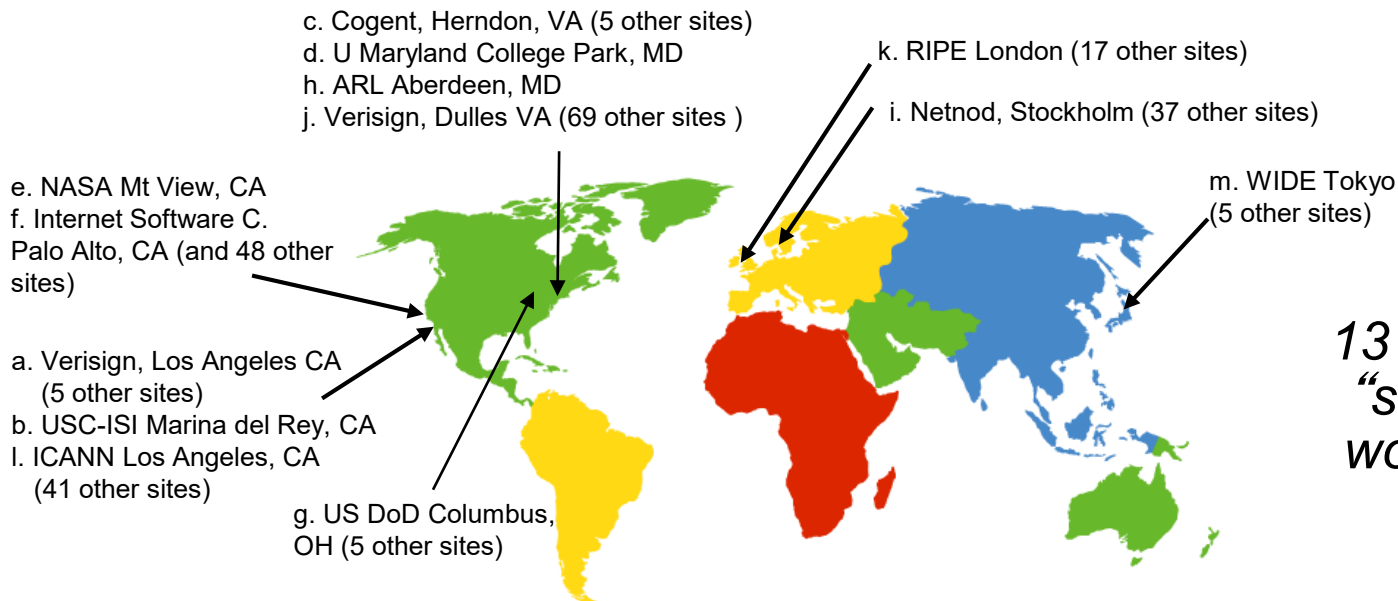 c. Cogent, Herndon, VA (5 other sites)
d. U Maryland College Park, MD
h. ARL Aberdeen, MD
j. Verisign, Dulles VA (69 other sites )
k. RIPE London (17 other sites)
i. Netnod, Stockholm (37 other sites)
m. WIDE Tokyo
(5 other sites)
e. NASA Mt View, CA
f. Internet Software C.
Palo Alto, CA (and 48 other
sites)
a. Verisign, Los Angeles CA
(5 other sites)
b. USC-ISI Marina del Rey, CA
l. ICANN Los Angeles, CA
(41 other sites)
g. US DoD Columbus,
OH (5 other sites)
13